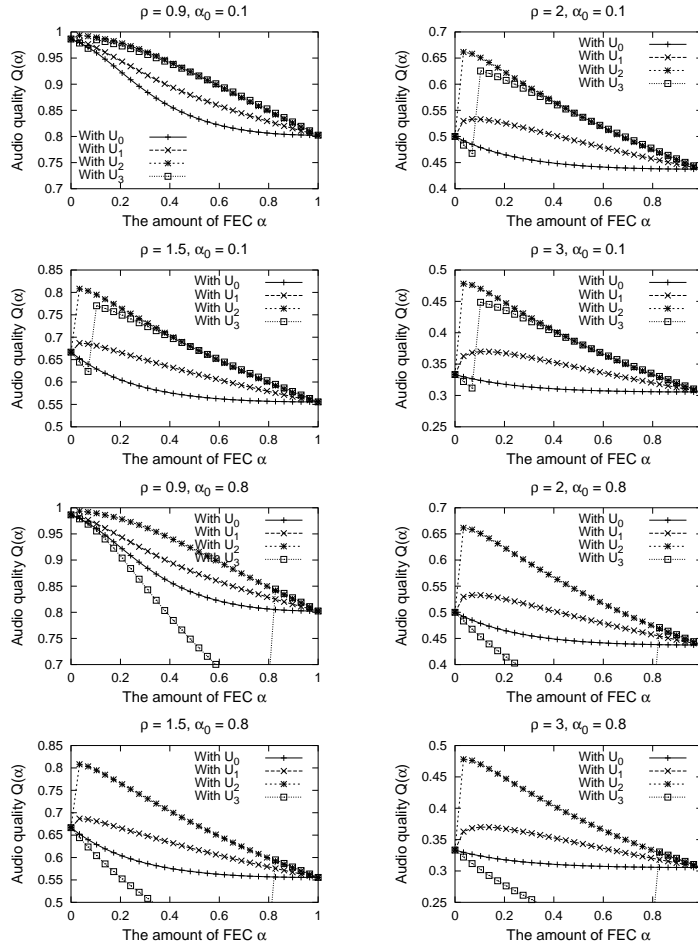 ρ = 0.9, α0 = 0.1
Audio quality Q(α)
1
0.95
0.9
0.85
0.8
0.75
0.7
With U0
With U1
With U2
With U3
0 0.2 0.4 0.6 0.8 1
The amount of FEC α
ρ = 2, α0 = 0.1
Audio quality Q(α)
0.7
0.65
0.6
0.55
0.5
0.45
0.4
With U0
With U1
With U2
With U3
0 0.2 0.4 0.6 0.8
The amount of FEC α
ρ = 1.5, α0 = 0.1
Audio quality Q(α)
0.85
0.8
0.75
0.7
0.65
0.6
0.55
0.5
With U0
With U1
With U2
With U3
0 0.2 0.4 0.6 0.8 1
The amount of FEC α
ρ = 3, α0 = 0.1
Audio quality Q(α)
0.5
0.45
0.4
0.35
0.3
0.25
With U0
With U1
With U2
With U3
0 0.2 0.4 0.6 0.8
The amount of FEC α
ρ = 0.9, α0 = 0.8
Audio quality Q(α)
1
0.95
0.9
0.85
0.8
0.75
0.7
With U0
With U1
With U2
With U3
0 0.2 0.4 0.6 0.8 1
The amount of FEC α
ρ = 2, α0 = 0.8
Audio quality Q(α)
0.7
0.65
0.6
0.55
0.5
0.45
0.4
With U0
With U1
With U2
With U3
0 0.2 0.4 0.6 0.8
The amount of FEC α
ρ = 1.5, α0 = 0.8
Audio quality Q(α)
0.85
0.8
0.75
0.7
0.65
0.6
0.55
0.5
With U0
With U1
With U2
With U3
0 0.2 0.4 0.6 0.8 1
The amount of FEC α
ρ = 3, α0 = 0.8
Audio quality Q(α)
0.5
0.45
0.4
0.35
0.3
0.25
With U0
With U1
With U2
With U3
0 0.2 0.4 0.6 0.8
The amount of FEC α